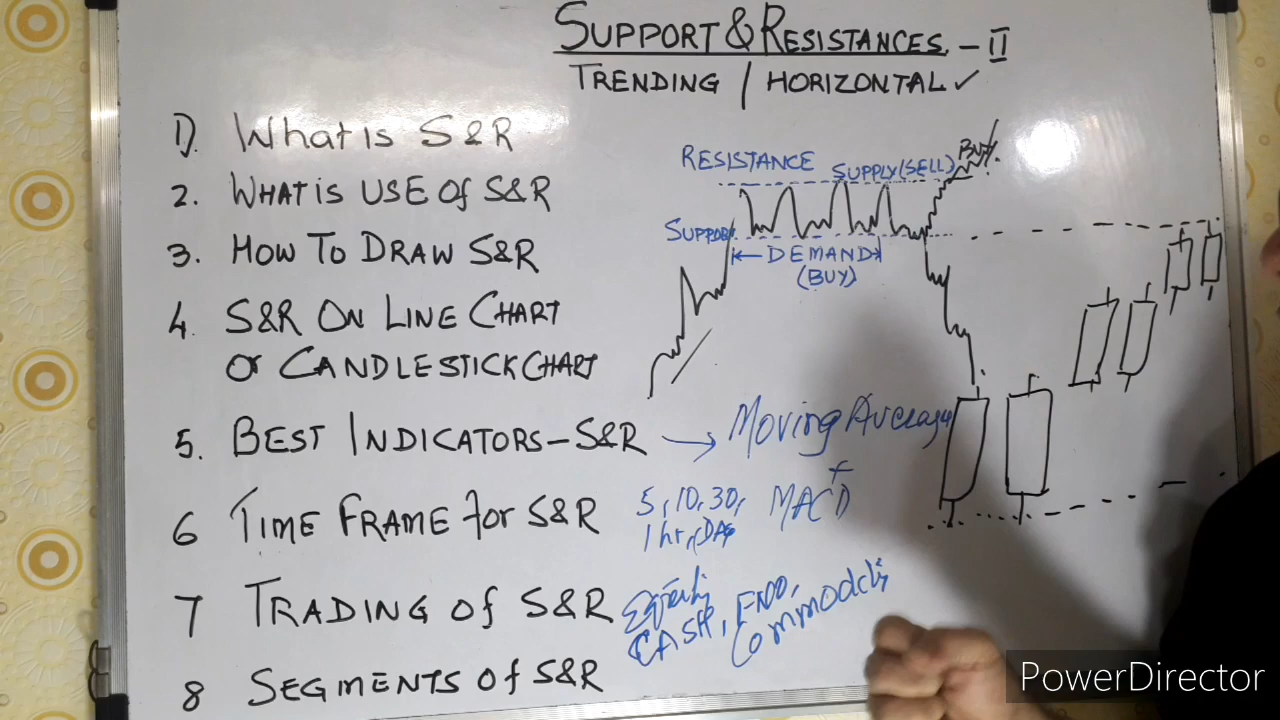 SUPPORT & RESISTANCES - II
TRENDING / HORIZONTAL ✓
1). What is S&R
2. WHAT iS USE Of S&R
3. HOW TO DRAW S&R
4. S&R ON LINE CHART
or CANDLESTICK CHART
5. BEST INDICATORS - S&R → Moving Average
+
MACD
6 TIME FRAME for S&R 5, 10, 30,
1 hr, DAY
7 TRADING Of S&R
CASH, FNO,
8 SEGMENTS Of S&R
RESISTANCE SUPPLY (SELL) BUY
SUPPORT
DEMAND
(BUY)
PowerDirector